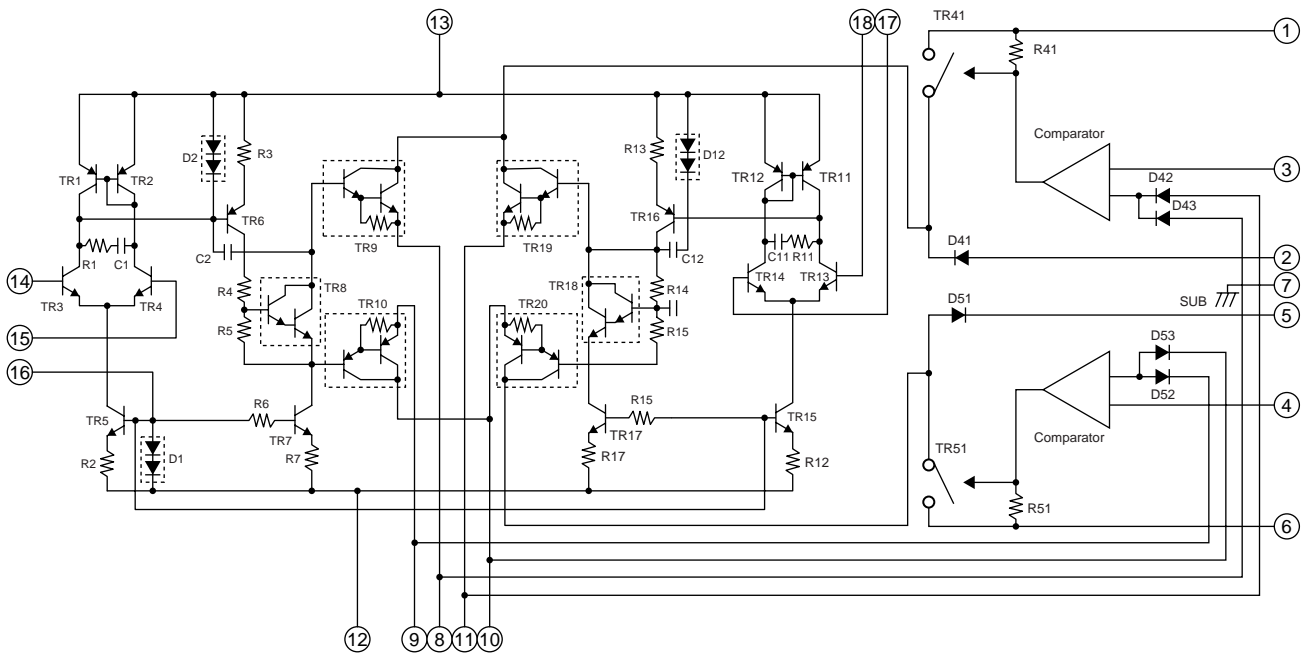 13
18
17
TR41
1
R41
D2
R3
R13
D12
Comparator
TR1
TR2
TR12
TR11
3
D42
TR6
TR16
D43
TR9
TR19
R1
C1
C2
C12
C11
R11
D41
2
14
TR3
TR4
R4
TR8
TR10
TR18
R14
TR14
TR13
7
TR20
D51
SUB
5
15
R5
R15
D53
16
D52
R6
R15
4
TR5
TR7
TR17
TR15
Comparator
R2
D1
R7
R17
R12
TR51
R51
6
12
9
8
11
10